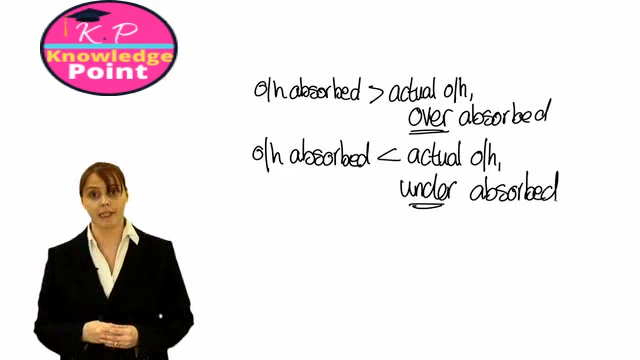 K.P
Knowledge
Point
o/h absorbed > actual o/h,
over absorbed
o/h absorbed < actual o/h,
under absorbed